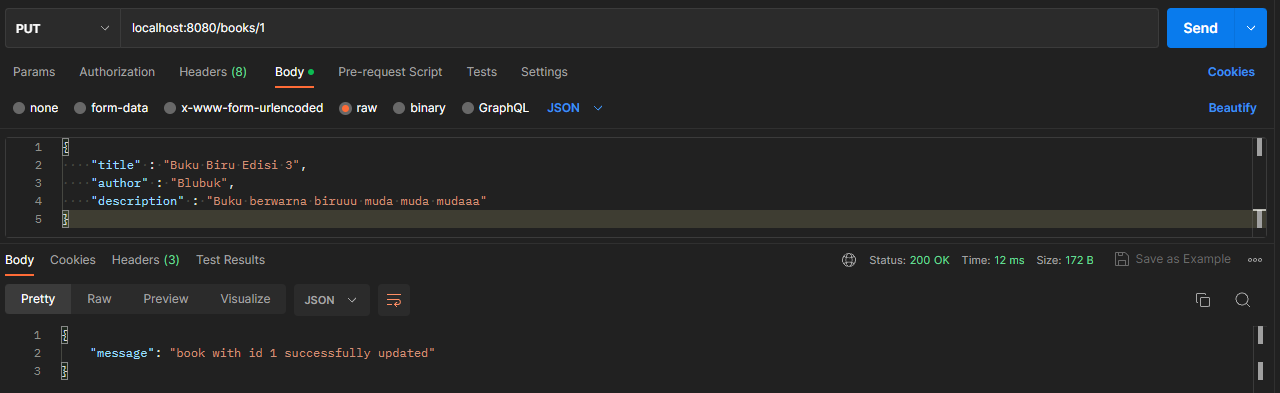 PUT localhost:8080/books/1 Send
Params Authorization Headers (8) Body Pre-request Script Tests Settings Cookies
none form-data x-www-form-urlencoded raw binary GraphQL JSON Beautify
1 {
2 "title" : "Buku Biru Edisi 3",
3 "author" : "Blubuk",
4 "description" : "Buku berwarna biruuu muda muda mudaaa"
5 }
Body Cookies Headers (3) Test Results Status: 200 OK Time: 12 ms Size: 172 B Save as Example
Pretty Raw Preview Visualize JSON
1 {
2 "message": "book with id 1 successfully updated"
3 }